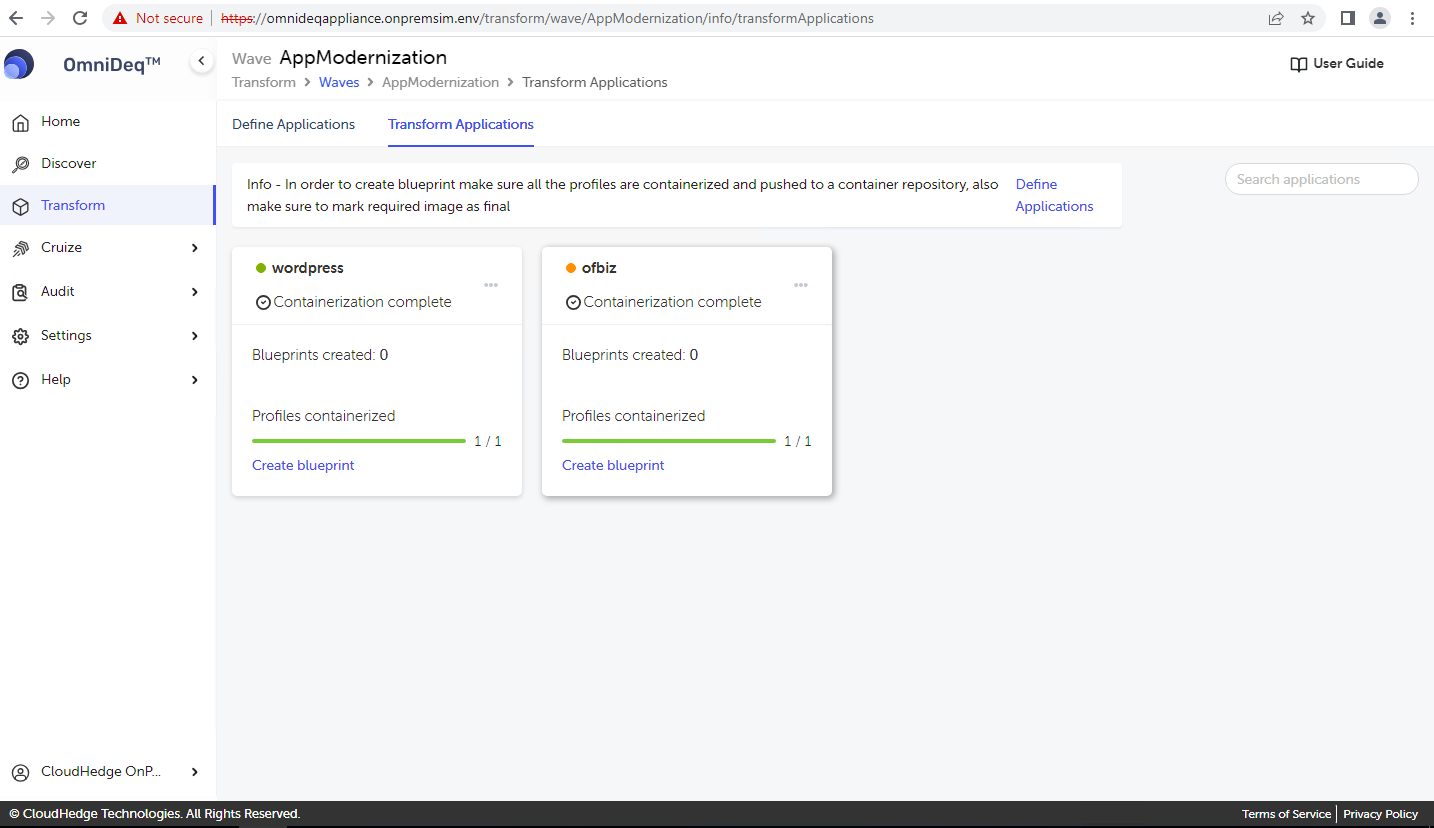 Not secure
https://omnideqappliance.onpremsim.env/transform/wave/AppModernization/info/transformApplications
OmniDeq™
Wave AppModernization
Transform > Waves > AppModernization > Transform Applications
User Guide
Home
Discover
Transform
Cruize
Audit
Settings
Help
CloudHedge OnP...
Define Applications
Transform Applications
Info - In order to create blueprint make sure all the profiles are containerized and pushed to a container repository, also
make sure to mark required image as final
Define
Applications
Search applications
wordpress
Containerization complete
Blueprints created: 0
Profiles containerized
1 / 1
Create blueprint
ofbiz
Containerization complete
Blueprints created: 0
Profiles containerized
1 / 1
Create blueprint
© CloudHedge Technologies. All Rights Reserved.
Terms of Service
Privacy Policy